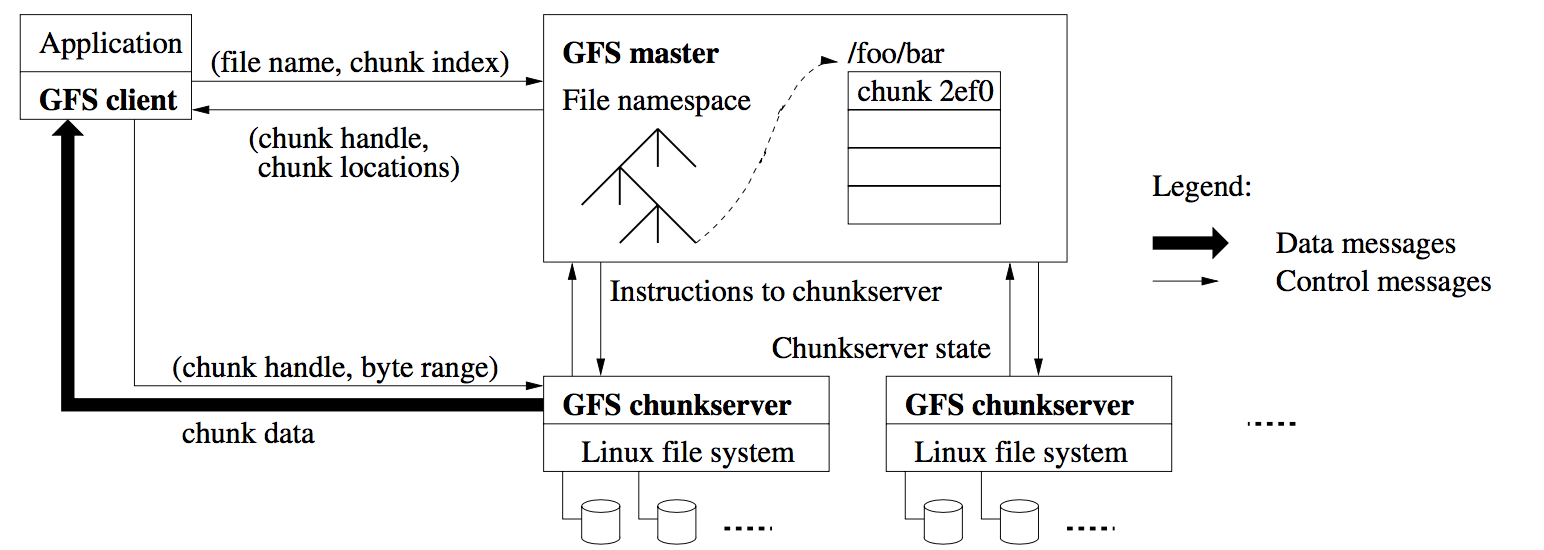 Application
GFS client
(file name, chunk index)
(chunk handle,
chunk locations)
GFS master
File namespace
/foo/bar
chunk 2ef0
Legend:
Data messages
Control messages
Instructions to chunkserver
Chunkserver state
(chunk handle, byte range)
chunk data
GFS chunkserver
Linux file system
GFS chunkserver
Linux file system